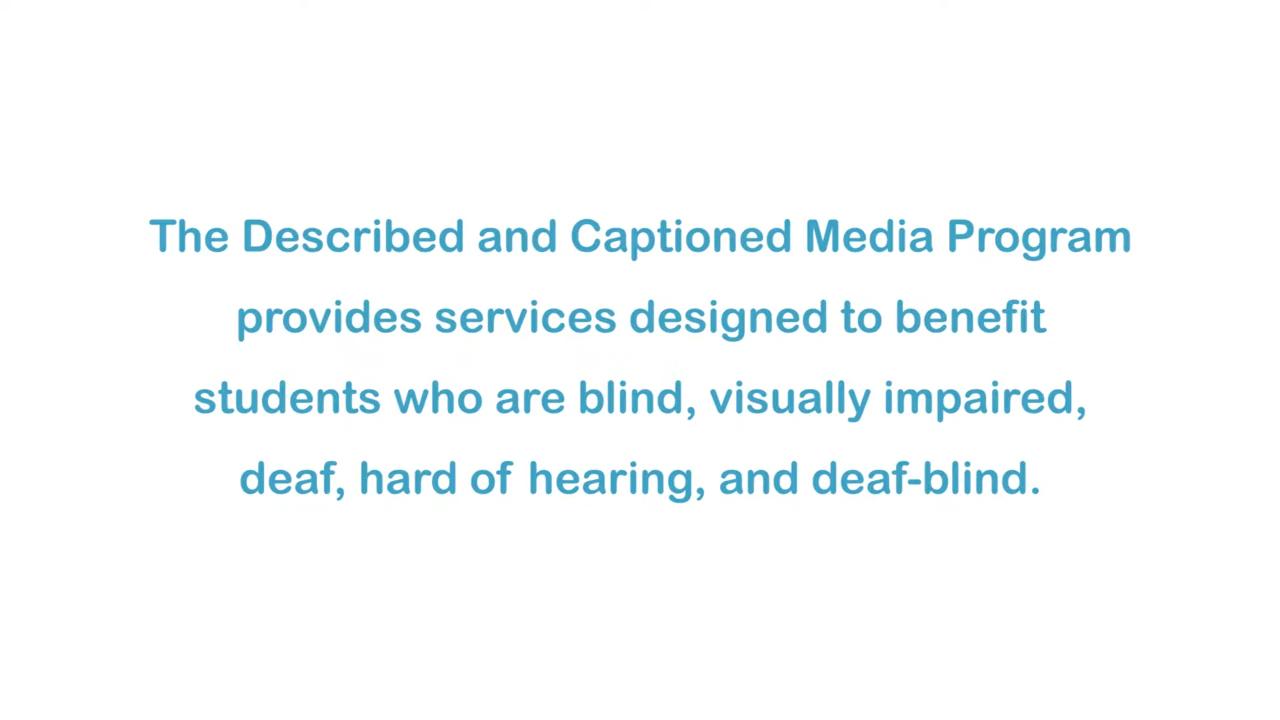 The Described and Captioned Media Program
provides services designed to benefit
students who are blind, visually impaired,
deaf, hard of hearing, and deaf-blind.